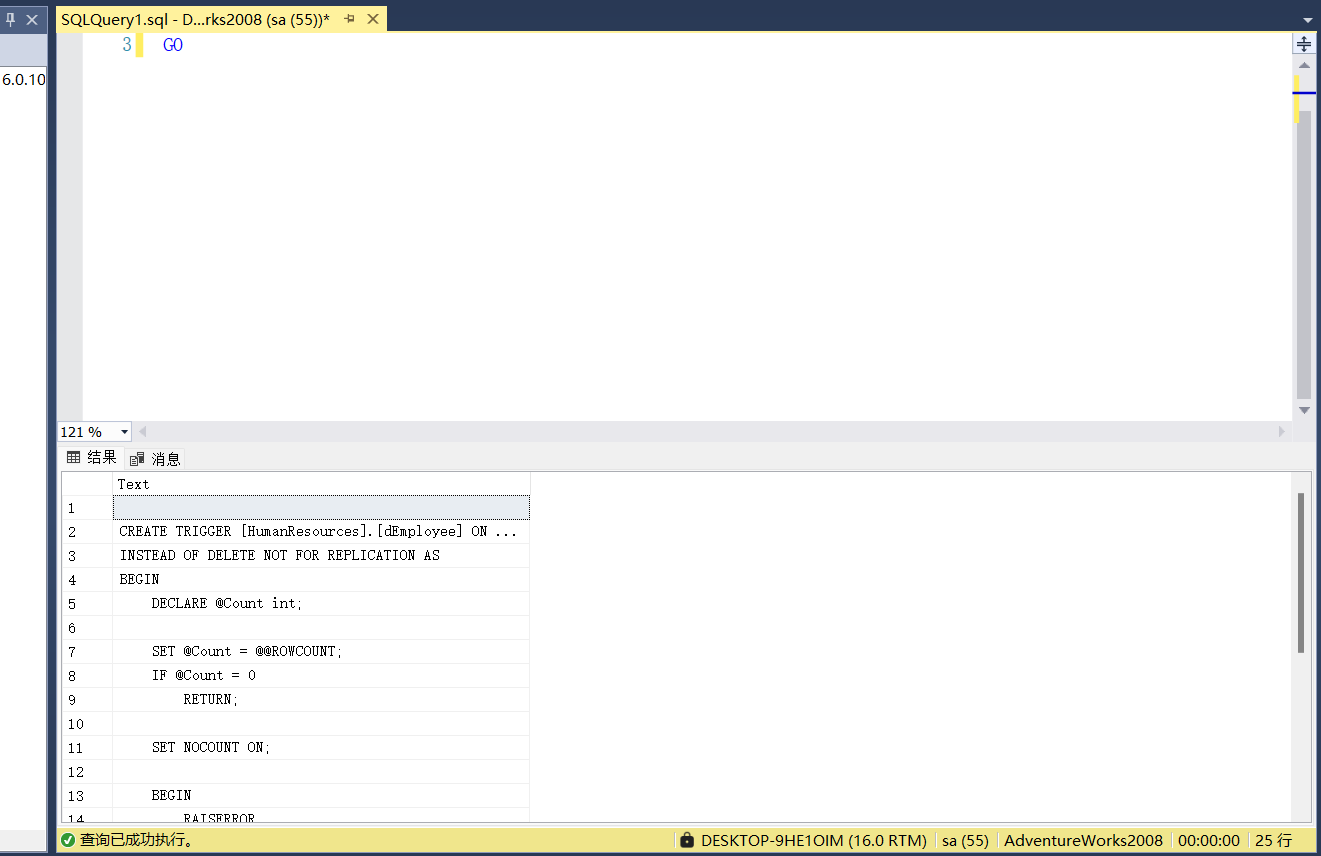 SQLQuery1.sql - D...rks2008 (sa (55))*
3 GO
6.0.10
121 %
结果 消息
Text
1
2 CREATE TRIGGER [HumanResources].[dEmployee] ON ...
3 INSTEAD OF DELETE NOT FOR REPLICATION AS
4 BEGIN
5 DECLARE @Count int;
6
7 SET @Count = @@ROWCOUNT;
8 IF @Count = 0
9 RETURN;
10
11 SET NOCOUNT ON;
12
13 BEGIN
14 RAISERROR
查询已成功执行。 DESKTOP-9HE1OIM (16.0 RTM) sa (55) AdventureWorks2008 00:00:00 25 行